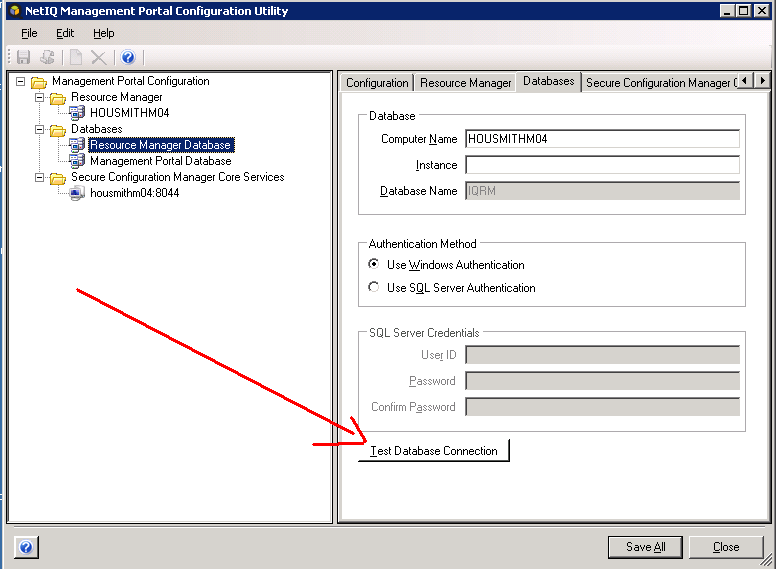 NetIQ Management Portal Configuration Utility
File Edit Help
Management Portal Configuration
Resource Manager
HOUSMITHM04
Databases
Resource Manager Database
Management Portal Database
Secure Configuration Manager Core Services
housmithm04:8044
Configuration Resource Manager Databases Secure Configuration Manager C
Database
Computer Name HOUSMITHM04
Instance
Database Name IQRM
Authentication Method
Use Windows Authentication
Use SQL Server Authentication
SQL Server Credentials
User ID
Password
Confirm Password
Test Database Connection
Save All Close